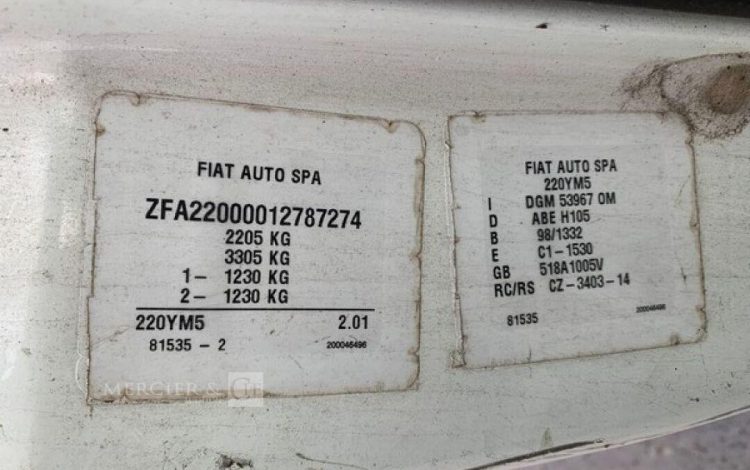 FIAT AUTO SPA
ZFA22000012787274
2205 KG
3305 KG
1- 1230 KG
2- 1230 KG
220YM5 2.01
81535 - 2 200046496
MERCIER & Cie
FIAT AUTO SPA
220YM5
I DGM 53967 OM
D ABE H105
B 98/1332
E C1-1530
GB 518A1005V
RC/RS CZ-3403-14
81535 200046496